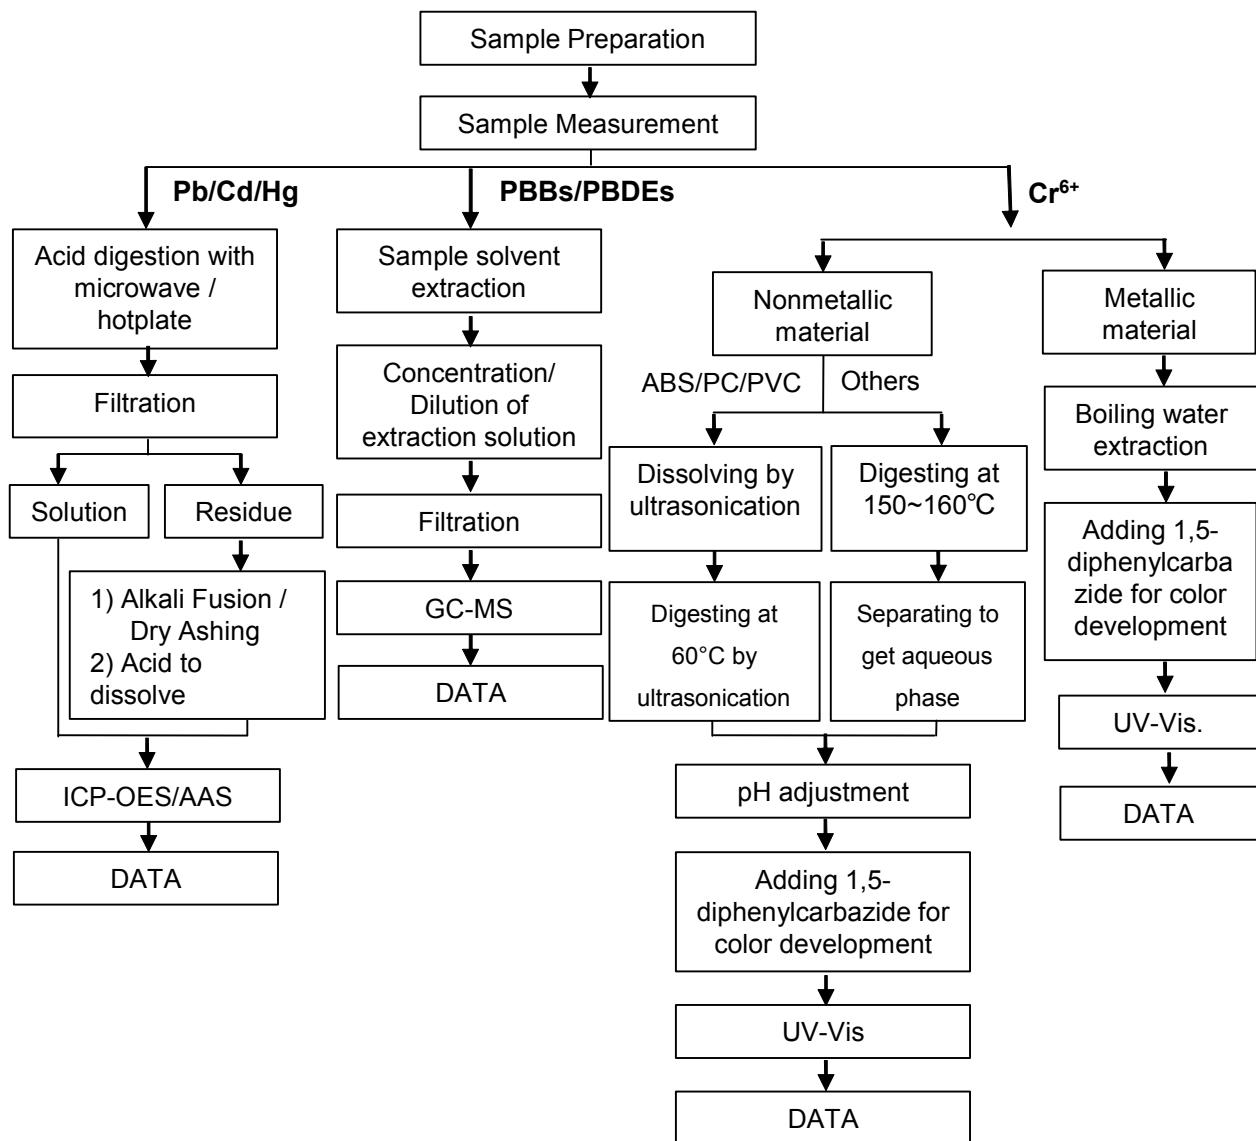 Sample Preparation
Sample Measurement
Pb/Cd/Hg
PBBs/PBDEs
Cr⁶⁺
Acid digestion with
microwave /
hotplate
Filtration
Solution
Residue
1) Alkali Fusion /
Dry Ashing
2) Acid to
dissolve
ICP-OES/AAS
DATA
Sample solvent
extraction
Concentration/
Dilution of
extraction solution
Filtration
GC-MS
DATA
Nonmetallic
material
ABS/PC/PVC
Others
Dissolving by
ultrasonication
Digesting at
60°C by
ultrasonication
Digesting at
150~160℃
Separating to
get aqueous
phase
pH adjustment
Adding 1,5-
diphenylcarbazide for
color development
UV-Vis
DATA
Metallic
material
Boiling water
extraction
Adding 1,5-
diphenylcarba
zide for color
development
UV-Vis.
DATA